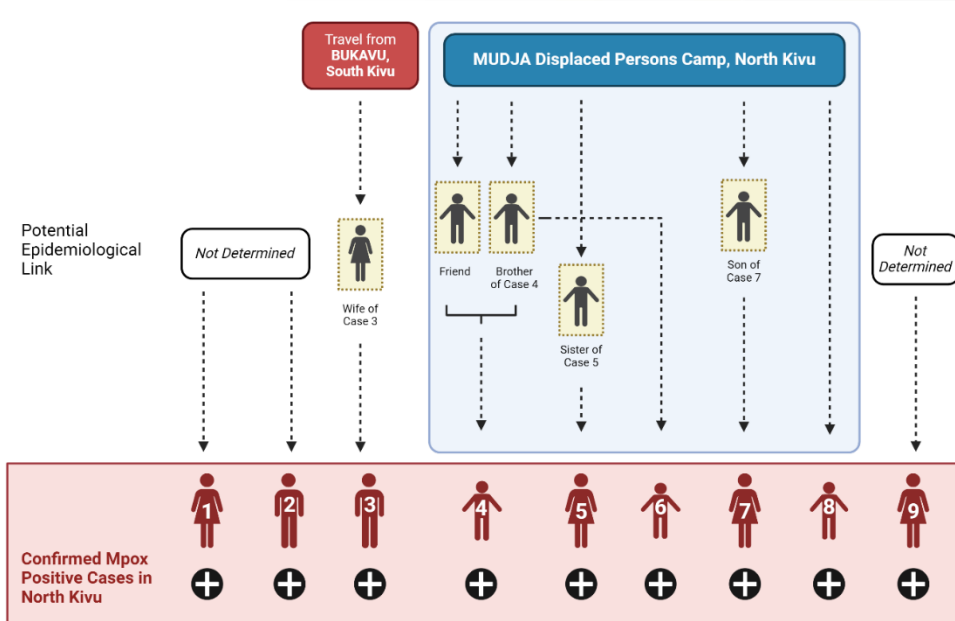 Travel from
BUKAVU,
South Kivu
MUDJA Displaced Persons Camp, North Kivu
Potential
Epidemiological
Link
Not Determined
Wife of
Case 3
Friend
Brother
of Case 4
Sister of
Case 5
Son of
Case 7
Not
Determined
1
2
3
4
5
6
7
8
9
Confirmed Mpox
Positive Cases in
North Kivu